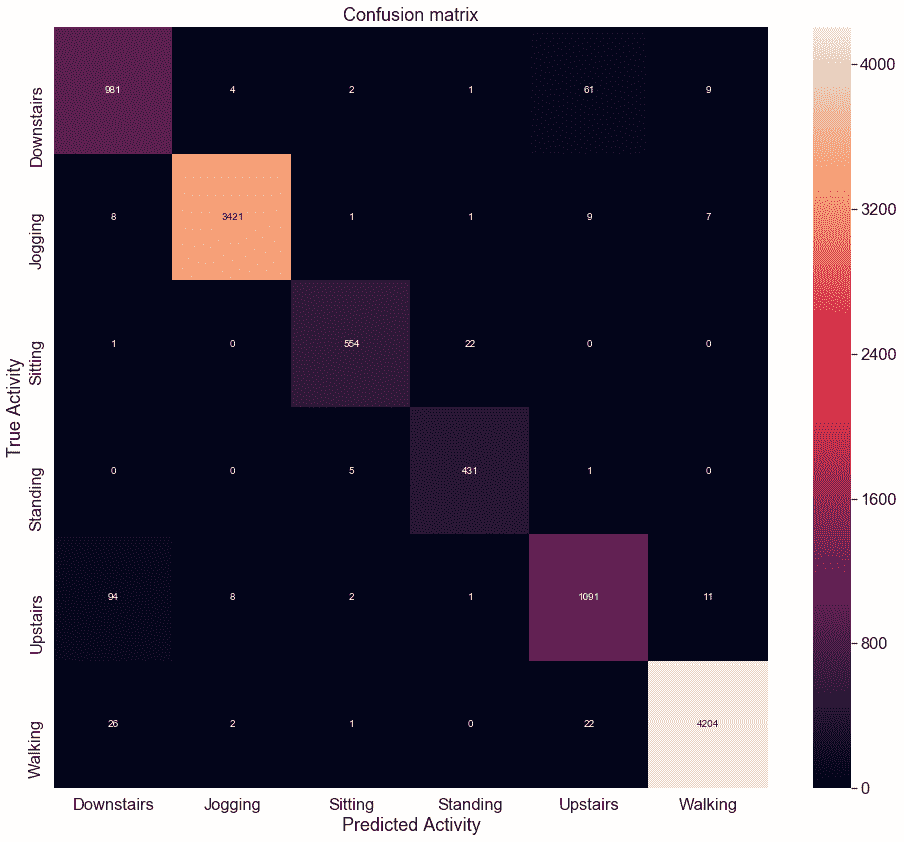 Confusion matrix
Downstairs 981 4 2 1 61 9
Jogging 8 3421 1 1 9 7
Sitting 1 0 554 22 0 0
Standing 0 0 5 431 1 0
Upstairs 94 8 2 1 1091 11
Walking 26 2 1 0 22 4204
True Activity
Downstairs Jogging Sitting Standing Upstairs Walking
Predicted Activity
4000
3200
2400
1600
800
0